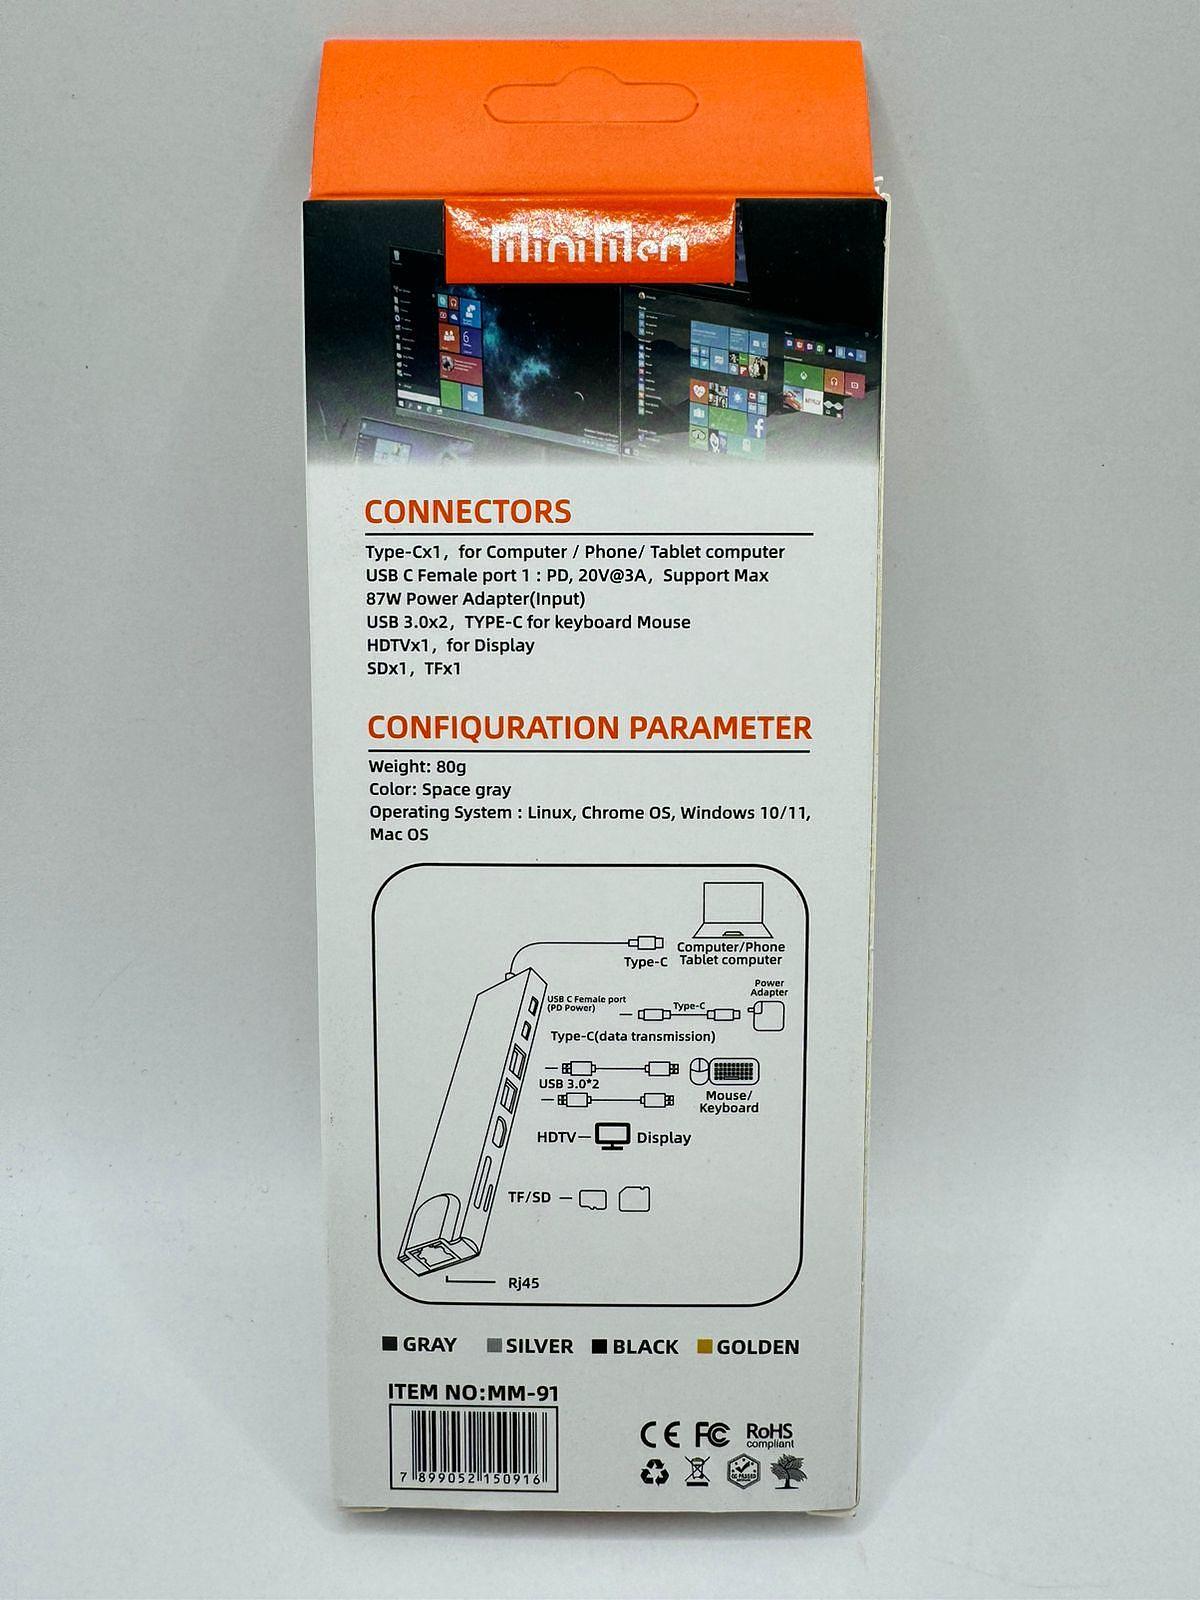 MiniMen
CONNECTORS
Type-Cx1, for Computer / Phone/ Tablet computer
USB C Female port 1 : PD, 20V@3A, Support Max
87W Power Adapter(Input)
USB 3.0x2, TYPE-C for keyboard Mouse
HDTVx1, for Display
SDx1, TFx1
CONFIQURATION PARAMETER
Weight: 80g
Color: Space gray
Operating System : Linux, Chrome OS, Windows 10/11,
Mac OS
Type-C
Computer/Phone
Tablet computer
USB C Female port
(PD Power)
Type-C
Power
Adapter
Type-C(data transmission)
USB 3.0*2
Mouse/
Keyboard
HDTV
Display
TF/SD
Rj45
GRAY SILVER BLACK GOLDEN
ITEM NO:MM-91
7 899052 150916
CE FC RoHS
compliant
QC PASSED